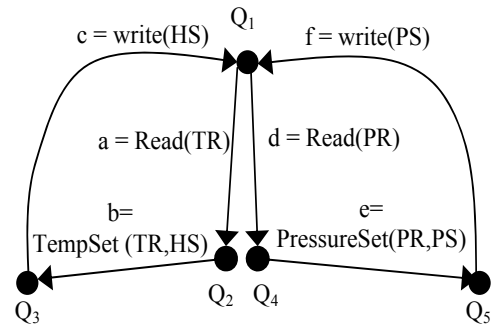 Q1
c = write(HS)
f = write(PS)
a = Read(TR)
d = Read(PR)
b=
TempSet (TR,HS)
e=
PressureSet(PR,PS)
Q3
Q2
Q4
Q5